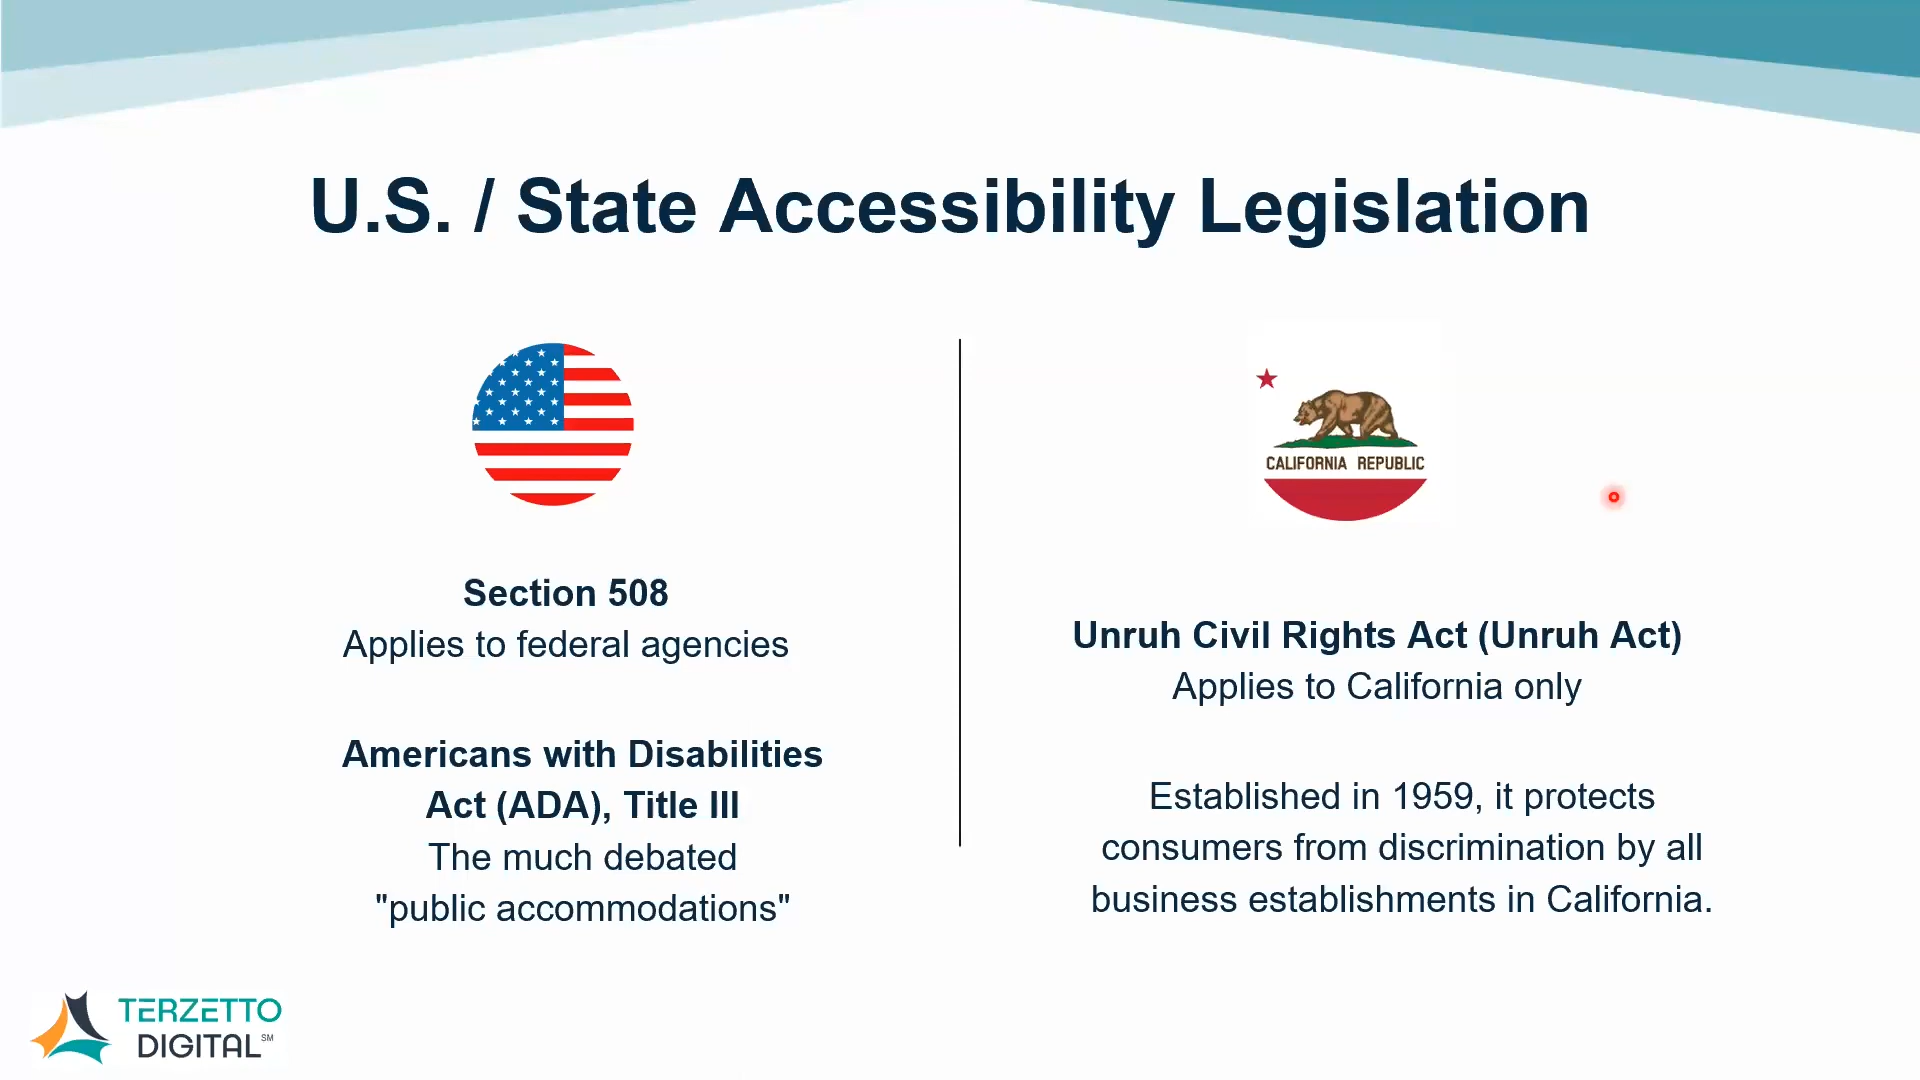 U.S. / State Accessibility Legislation
Section 508
Applies to federal agencies
Americans with Disabilities
Act (ADA), Title III
The much debated
"public accommodations"
CALIFORNIA REPUBLIC
Unruh Civil Rights Act (Unruh Act)
Applies to California only
Established in 1959, it protects
consumers from discrimination by all
business establishments in California.
TERZETTO
DIGITAL SM